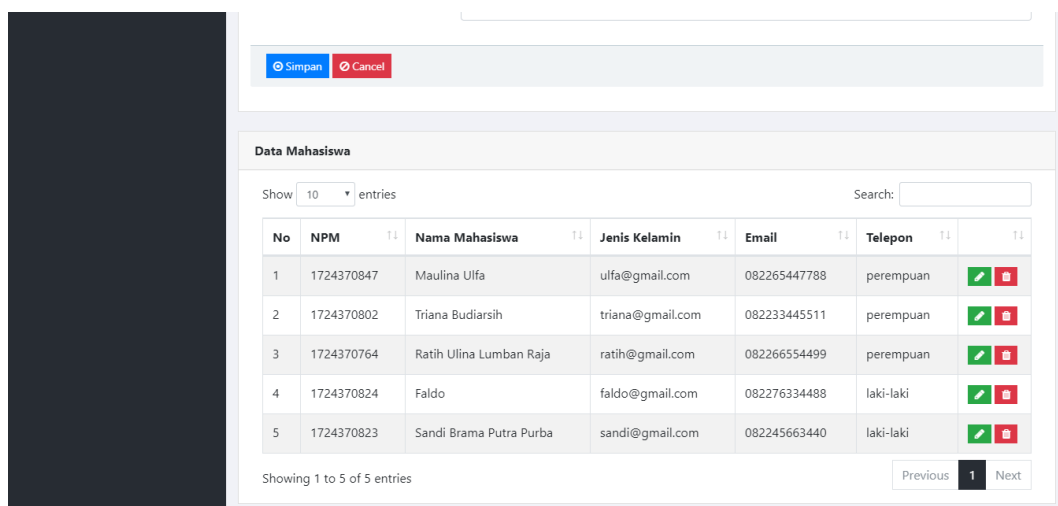 Simpan Cancel
Data Mahasiswa
Show 10 entries Search:
No NPM Nama Mahasiswa Jenis Kelamin Email Telepon
1 1724370847 Maulina Ulfa ulfa@gmail.com 082265447788 perempuan
2 1724370802 Triana Budiarsih triana@gmail.com 082233445511 perempuan
3 1724370764 Ratih Ulina Lumban Raja ratih@gmail.com 082266554499 perempuan
4 1724370824 Faldo faldo@gmail.com 082276334488 laki-laki
5 1724370823 Sandi Brama Putra Purba sandi@gmail.com 082245663440 laki-laki
Showing 1 to 5 of 5 entries Previous 1 Next